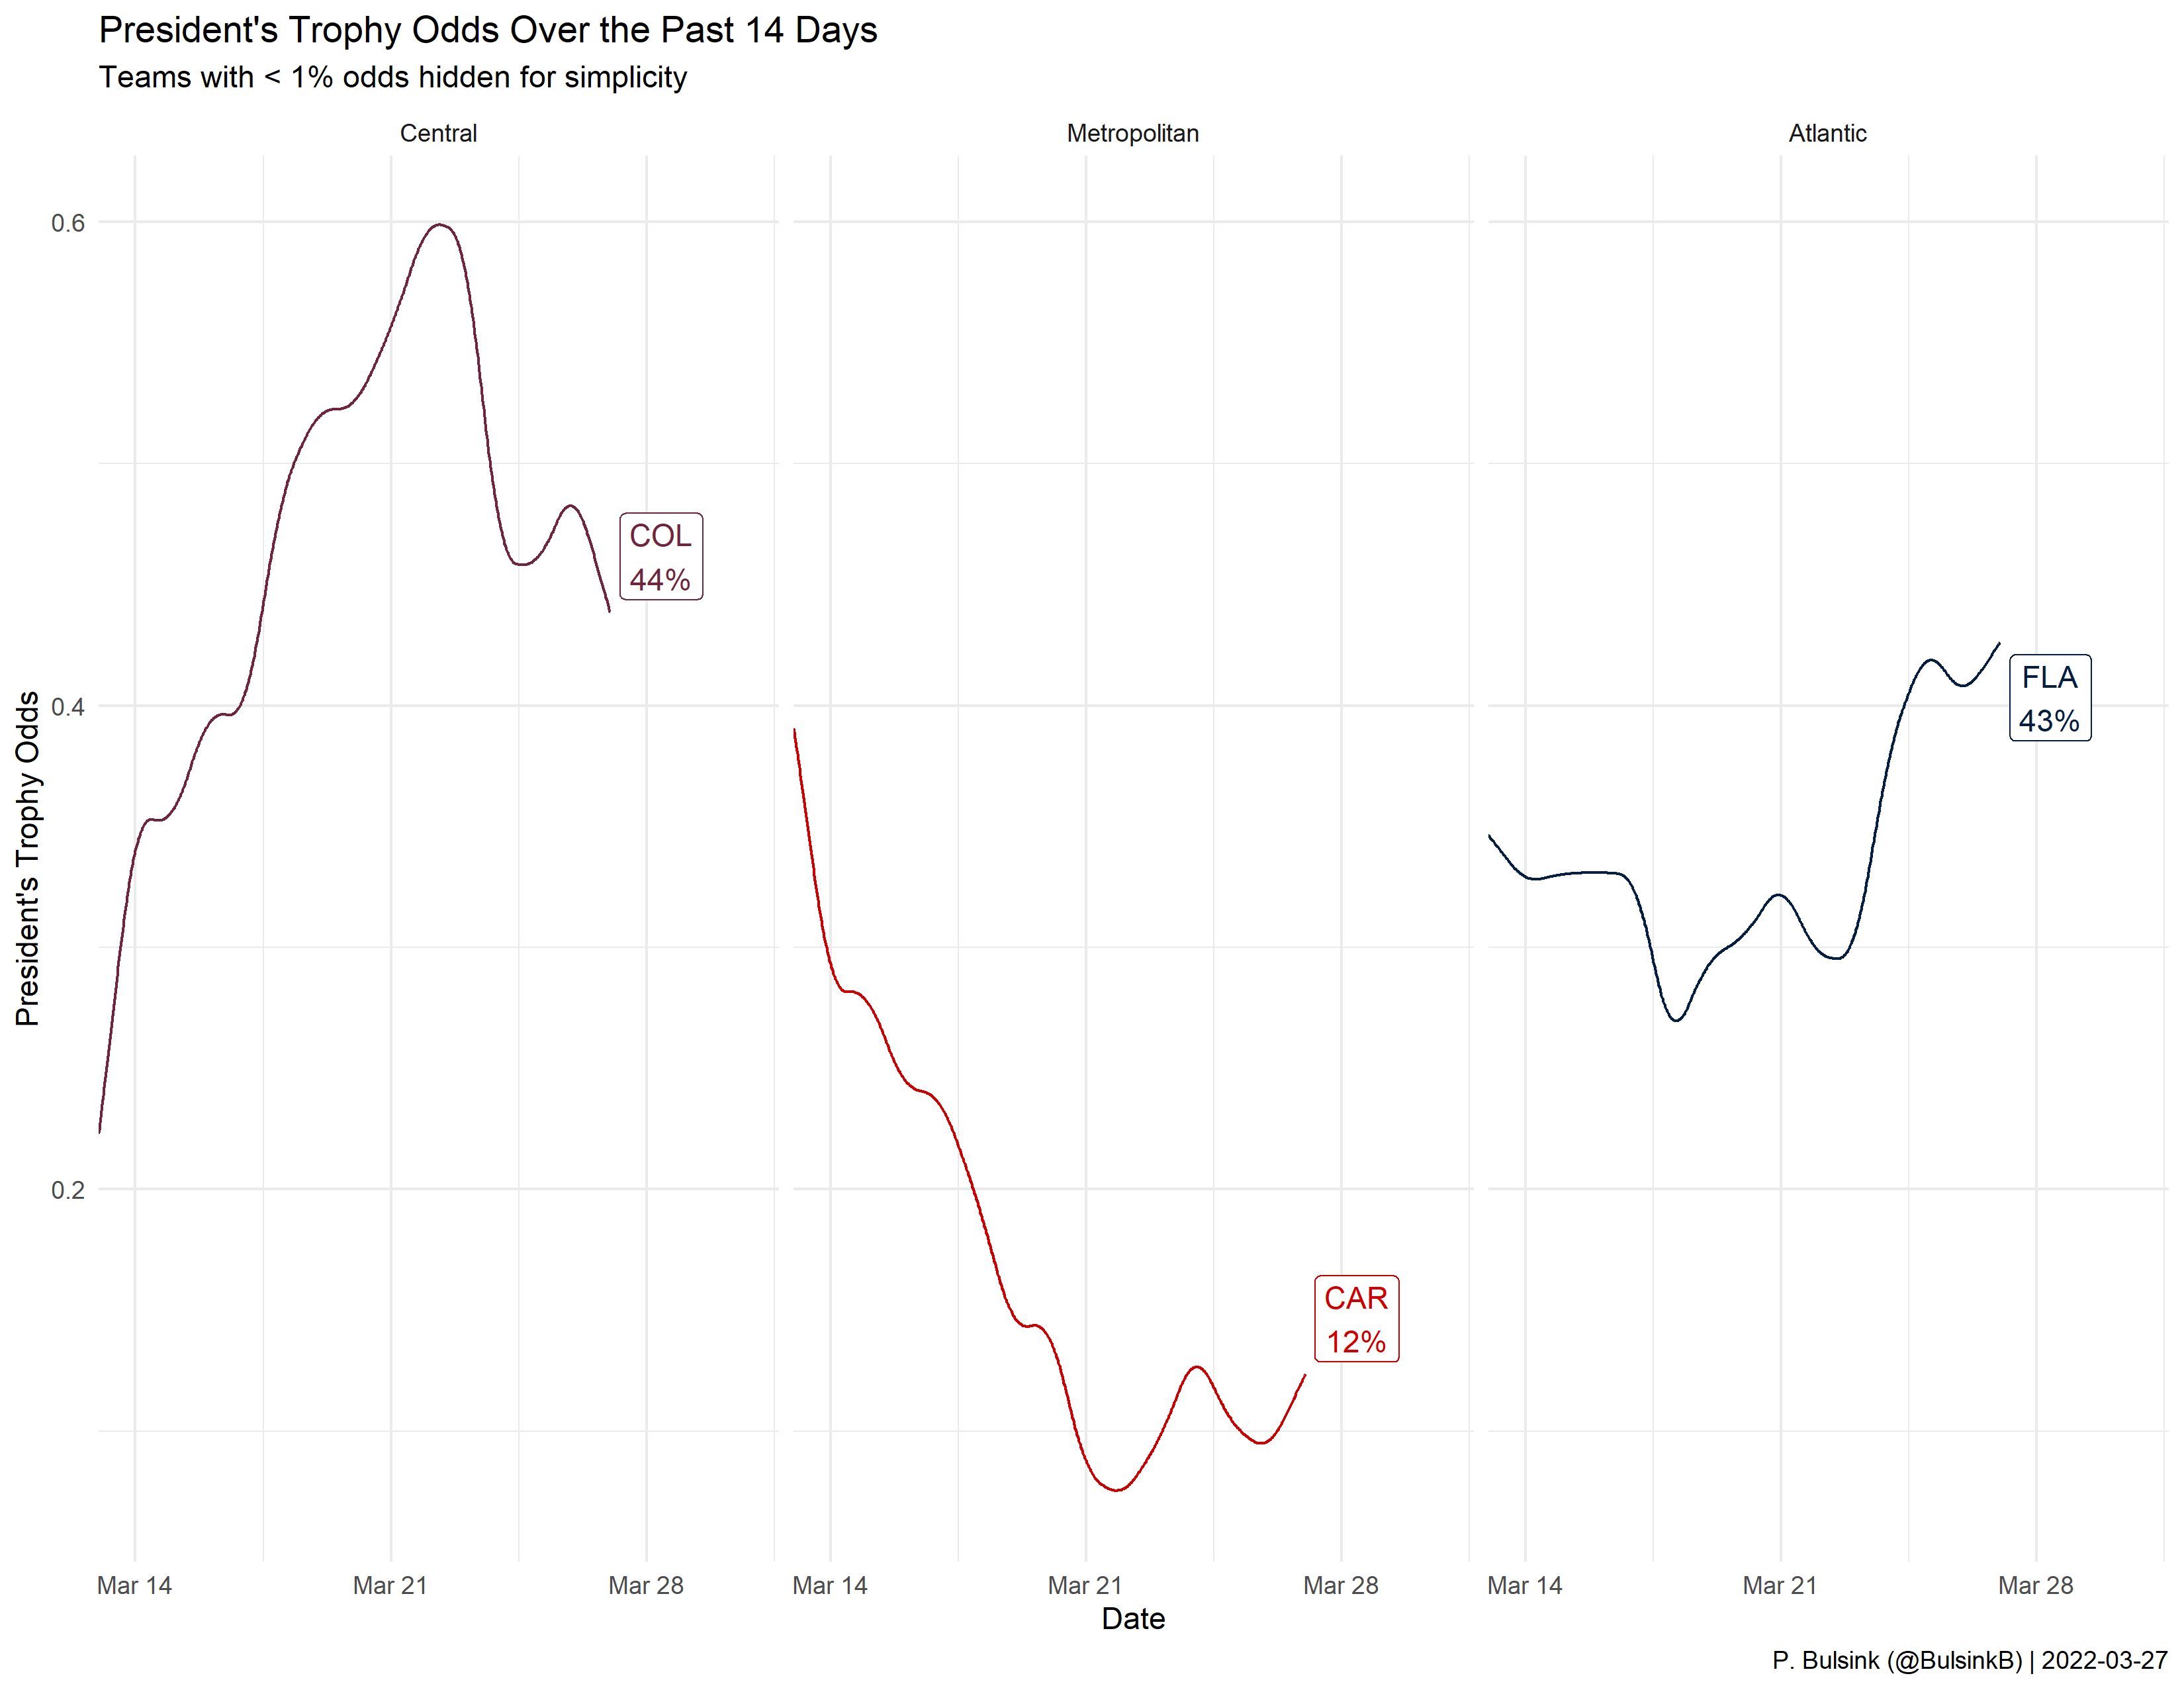 President's Trophy Odds Over the Past 14 Days
Teams with < 1% odds hidden for simplicity
Central
Metropolitan
Atlantic
President's Trophy Odds
0.6
0.4
0.2
COL
44%
CAR
12%
FLA
43%
Mar 14
Mar 21
Mar 28
Mar 14
Mar 21
Mar 28
Mar 14
Mar 21
Mar 28
Date
P. Bulsink (@BulsinkB) | 2022-03-27